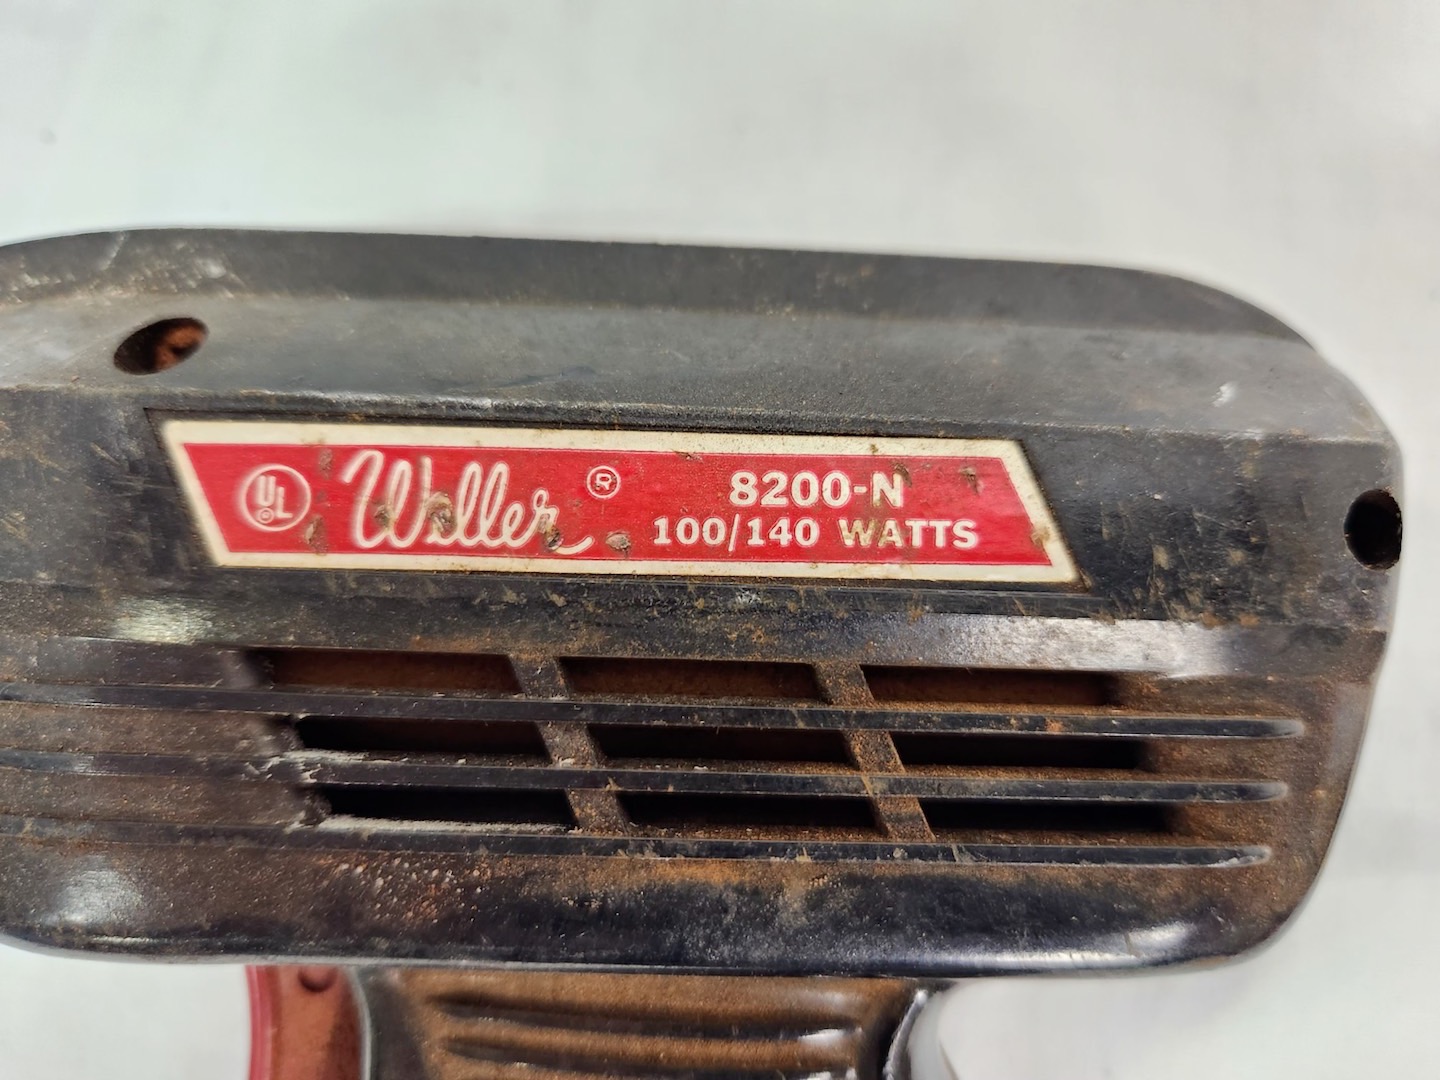 UL
Weller ®
8200-N
100/140 WATTS